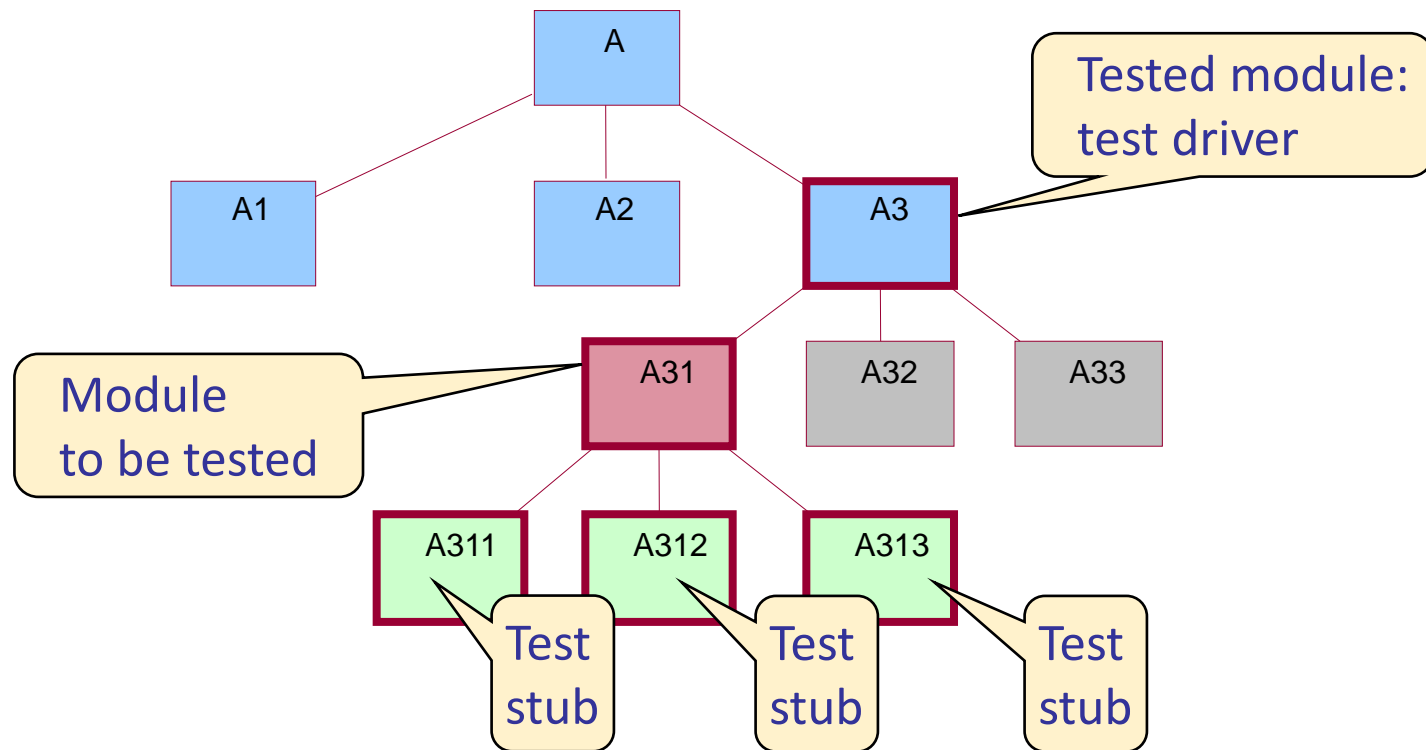 A
Tested module:
test driver
A1
A2
A3
Module
to be tested
A31
A32
A33
A311
A312
A313
Test
stub
Test
stub
Test
stub